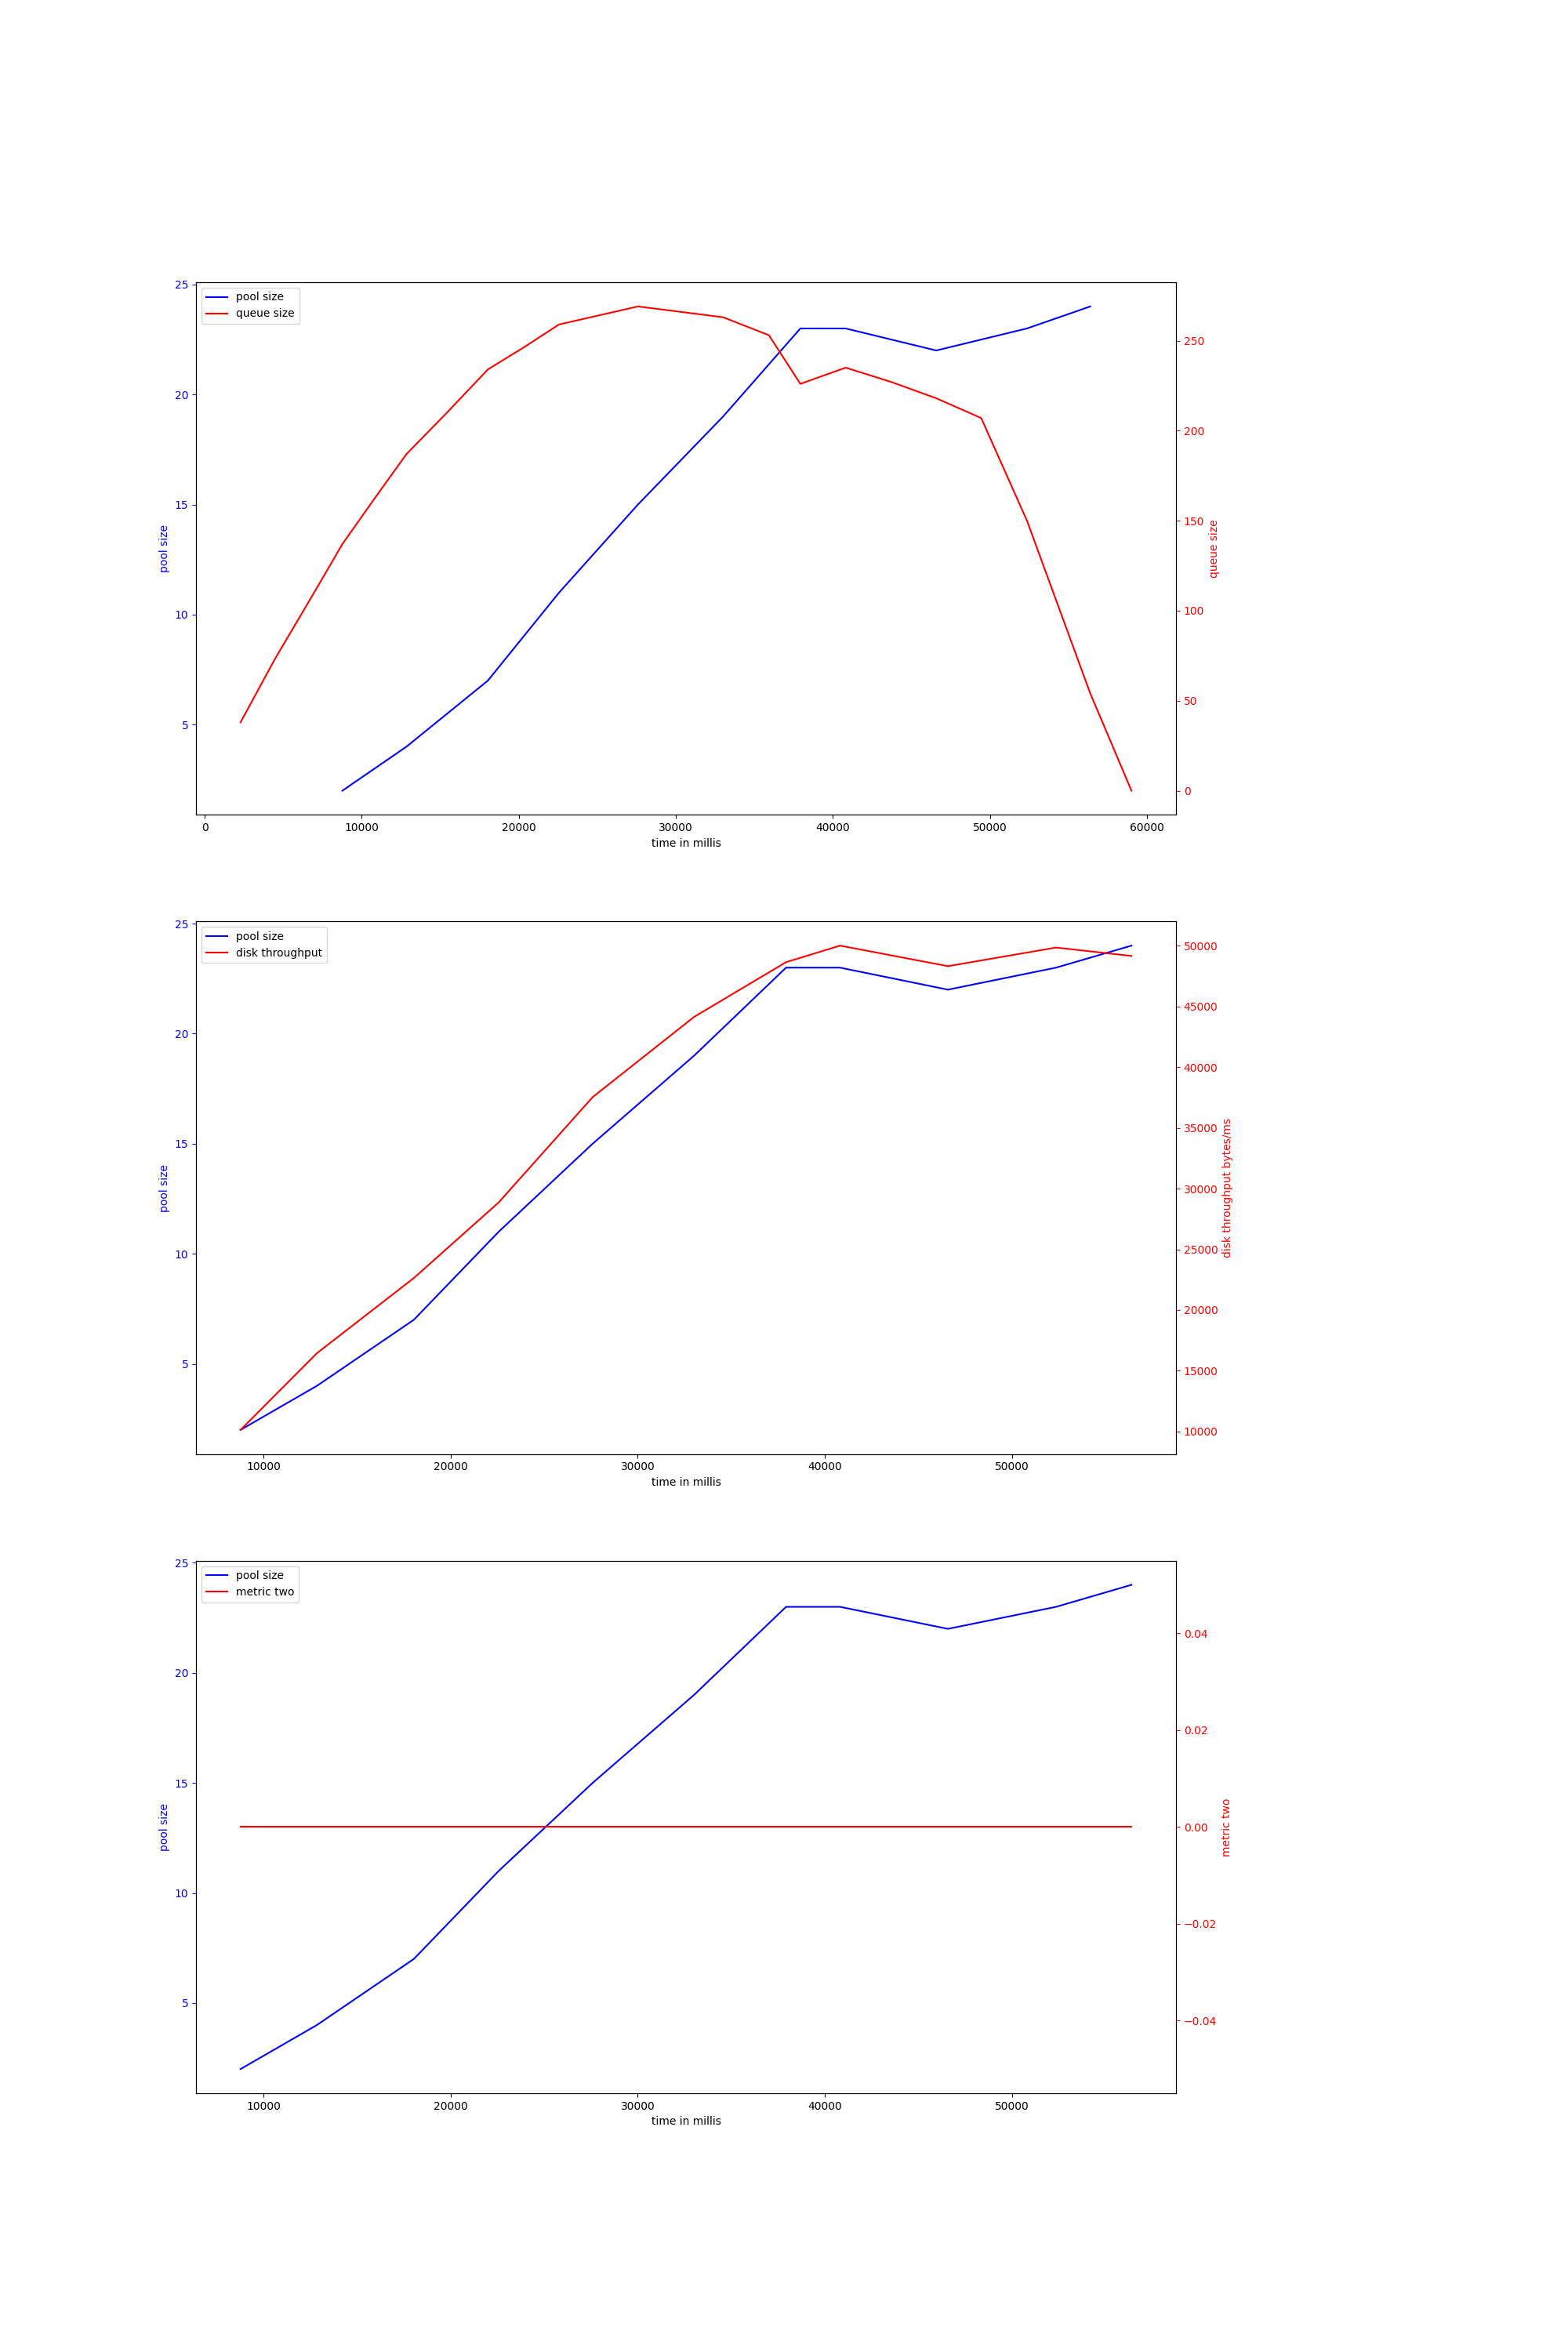 25
20
15
10
5
pool size
pool size
queue size
250
200
150
100
50
0
queue size
0 10000 20000 30000 40000 50000 60000
time in millis
25
20
15
10
5
pool size
pool size
disk throughput
50000
45000
40000
35000
30000
25000
20000
15000
10000
disk throughput bytes/ms
10000 20000 30000 40000 50000
time in millis
25
20
15
10
5
pool size
pool size
metric two
0.04
0.02
0.00
−0.02
−0.04
metric two
10000 20000 30000 40000 50000
time in millis